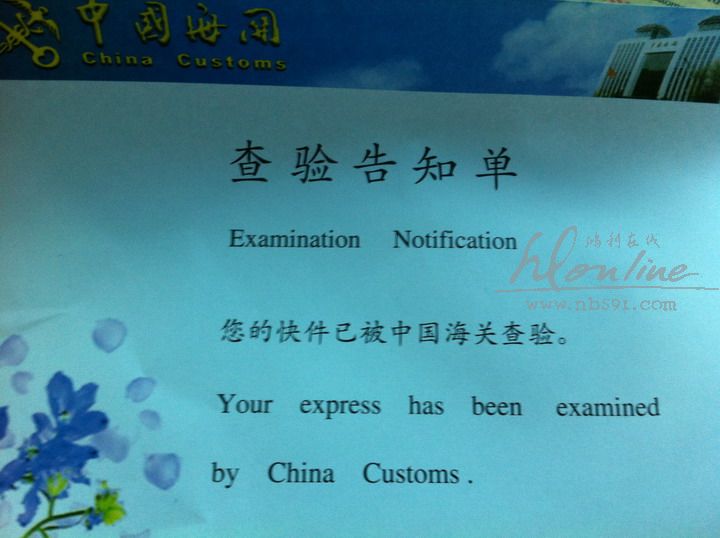 中國海関
China Customs
查验告知单
Examination Notification
鸿利在线
hlonline
www.nbs91.com
您的快件已被中国海关查验。
Your express has been examined
by China Customs.